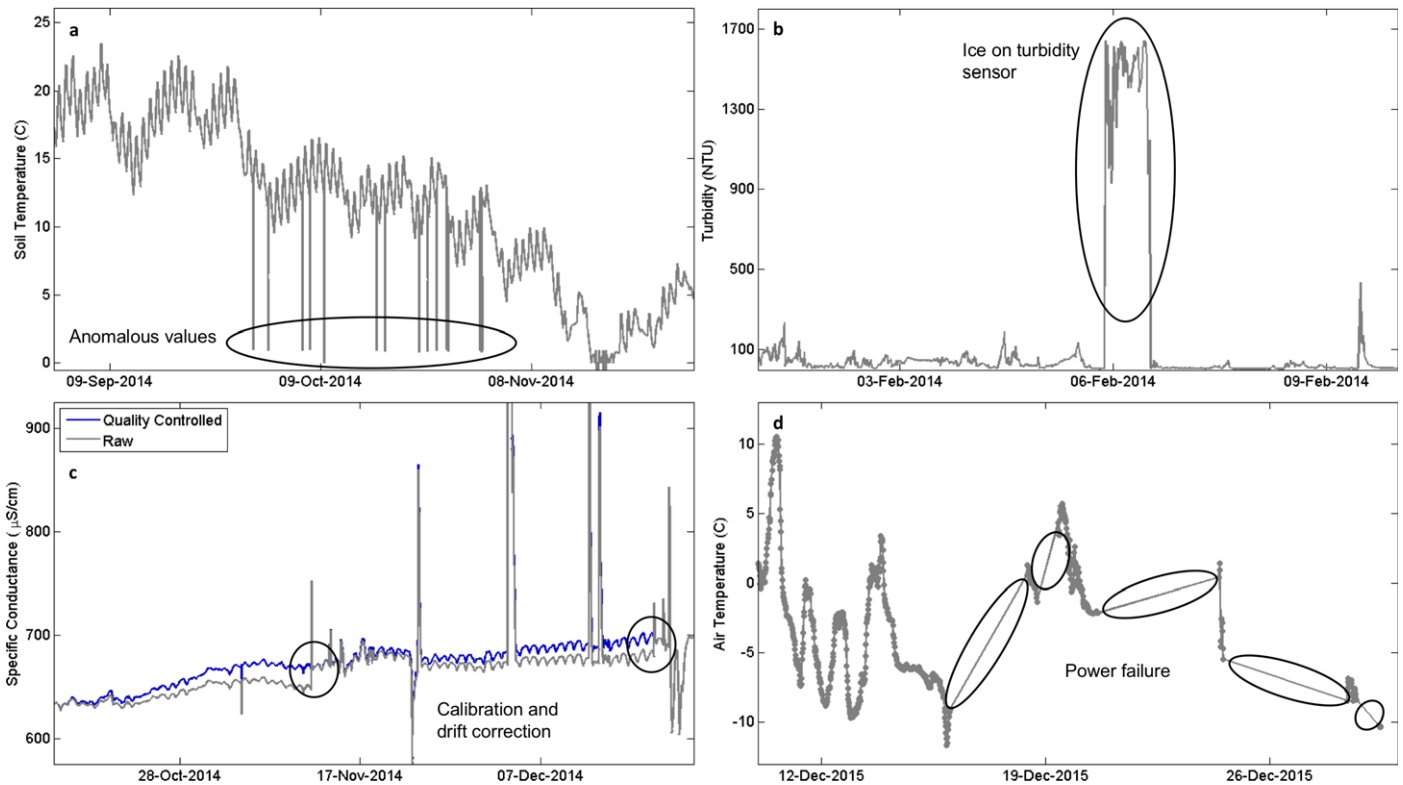 a
25
20
15
10
5
0
Soil Temperature (C)
Anomalous values
09-Sep-2014
09-Oct-2014
08-Nov-2014
b
1700
1300
900
500
100
Turbidity (NTU)
Ice on turbidity
sensor
03-Feb-2014
06-Feb-2014
09-Feb-2014
Quality Controlled
Raw
c
900
800
700
600
Specific Conductance ( μS/cm)
Calibration and
drift correction
28-Oct-2014
17-Nov-2014
07-Dec-2014
d
10
5
0
-5
-10
Air Temperature (C)
Power failure
12-Dec-2015
19-Dec-2015
26-Dec-2015